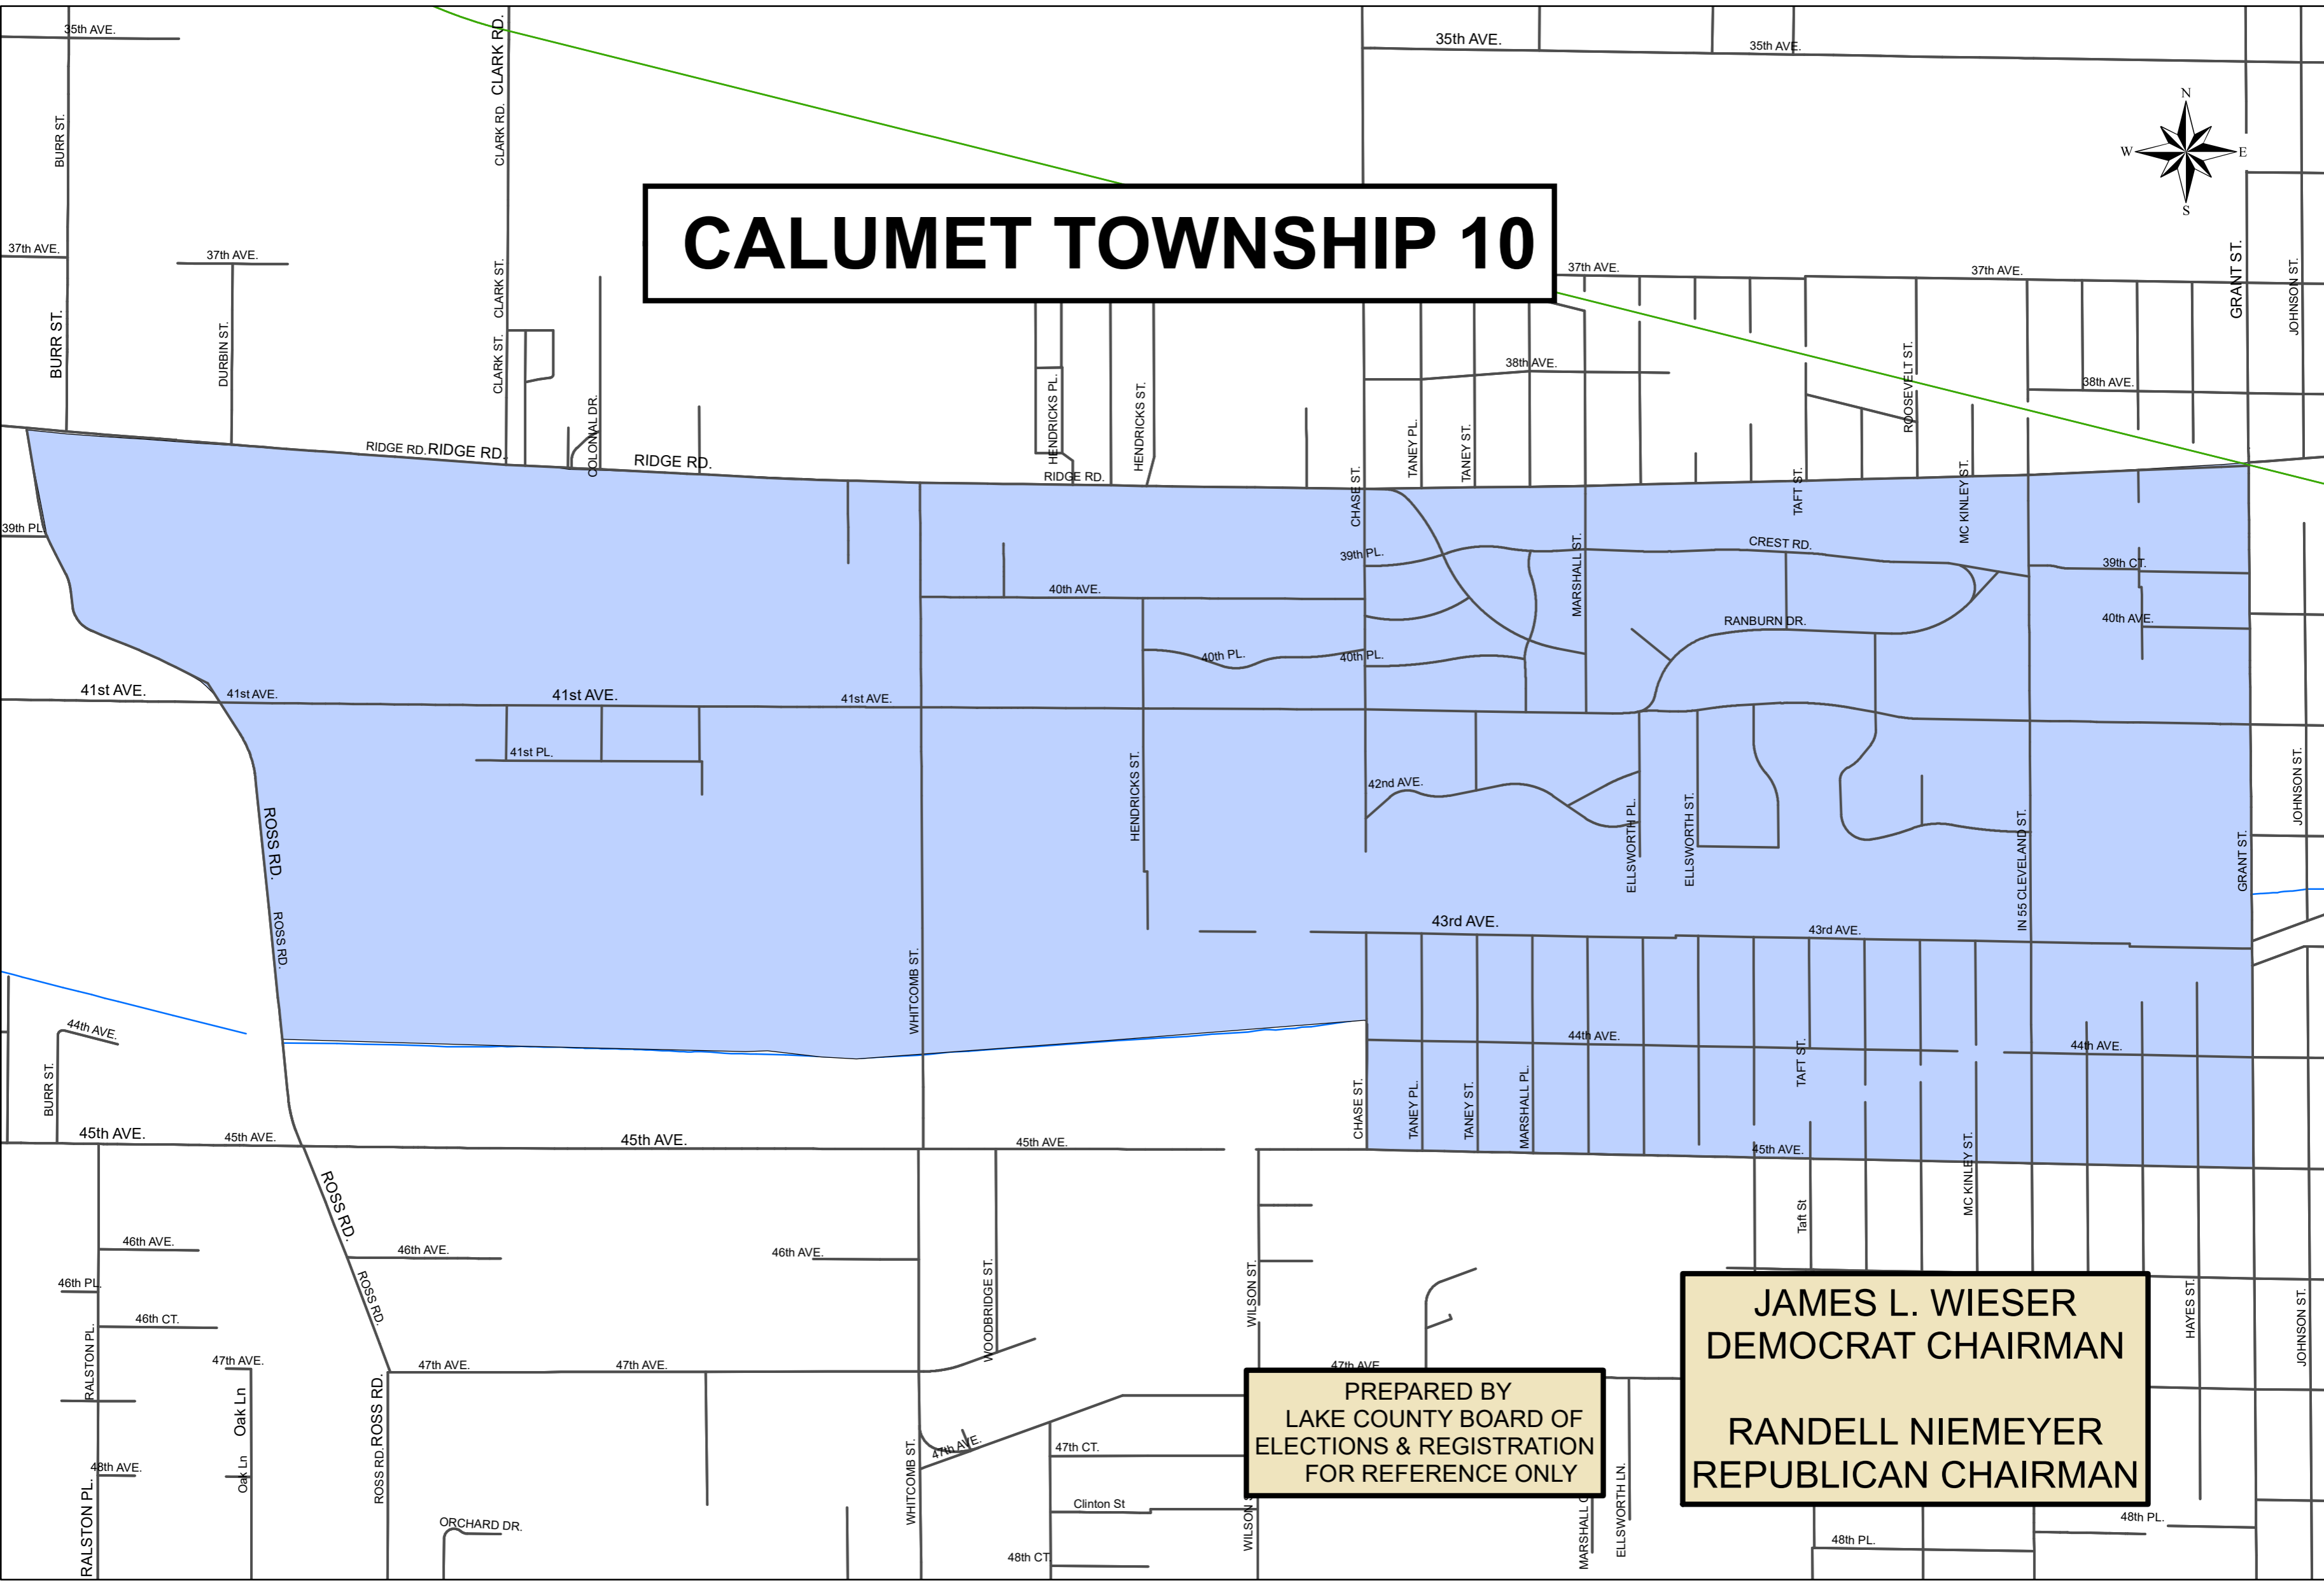 35th AVE.
CLARK RD.
35th AVE.
35th AVE.
N
W
E
S
BURR ST.
CLARK RD.
CALUMET TOWNSHIP 10
37th AVE.
37th AVE.
37th AVE.
37th AVE.
GRANT ST.
JOHNSON ST.
CLARK ST.
BURR ST.
DURBIN ST.
CLARK ST.
COLONIAL DR.
HENDRICKS PL.
HENDRICKS ST.
TANEY PL.
TANEY ST.
38th AVE.
ROOSEVELT ST.
38th AVE.
RIDGE RD.
RIDGE RD.
RIDGE RD.
RIDGE RD.
CHASE ST.
TAFT ST.
MC KINLEY ST.
39th PL.
39th PL.
MARSHALL ST.
CREST RD.
39th CT.
40th AVE.
RANBURN DR.
40th AVE.
40th PL.
40th PL.
41st AVE.
41st AVE.
41st AVE.
41st AVE.
41st PL.
HENDRICKS ST.
42nd AVE.
ELLSWORTH PL.
ELLSWORTH ST.
IN 55 CLEVELAND ST.
GRANT ST.
JOHNSON ST.
ROSS RD.
ROSS RD.
43rd AVE.
43rd AVE.
WHITCOMB ST.
44th AVE.
BURR ST.
44th AVE.
TAFT ST.
44th AVE.
CHASE ST.
TANEY PL.
TANEY ST.
MARSHALL PL.
45th AVE.
45th AVE.
45th AVE.
45th AVE.
45th AVE.
MC KINLEY ST.
ROSS RD.
Taft St
46th AVE.
46th AVE.
46th AVE.
46th PL.
ROSS RD.
WOODBRIDGE ST.
WILSON ST.
46th CT.
RALSTON PL.
HAYES ST.
JOHNSON ST.
JAMES L. WIESER
DEMOCRAT CHAIRMAN
RANDELL NIEMEYER
REPUBLICAN CHAIRMAN
47th AVE.
47th AVE.
47th AVE.
47th AVE
PREPARED BY
LAKE COUNTY BOARD OF
ELECTIONS & REGISTRATION
FOR REFERENCE ONLY
Oak Ln
ROSS RD.
47th AVE.
47th CT.
48th AVE.
Oak Ln
ROSS RD.
WHITCOMB ST.
Clinton St
WILSON
MARSHALL
ELLSWORTH LN.
RALSTON PL.
ORCHARD DR.
48th CT.
48th PL.
48th PL.